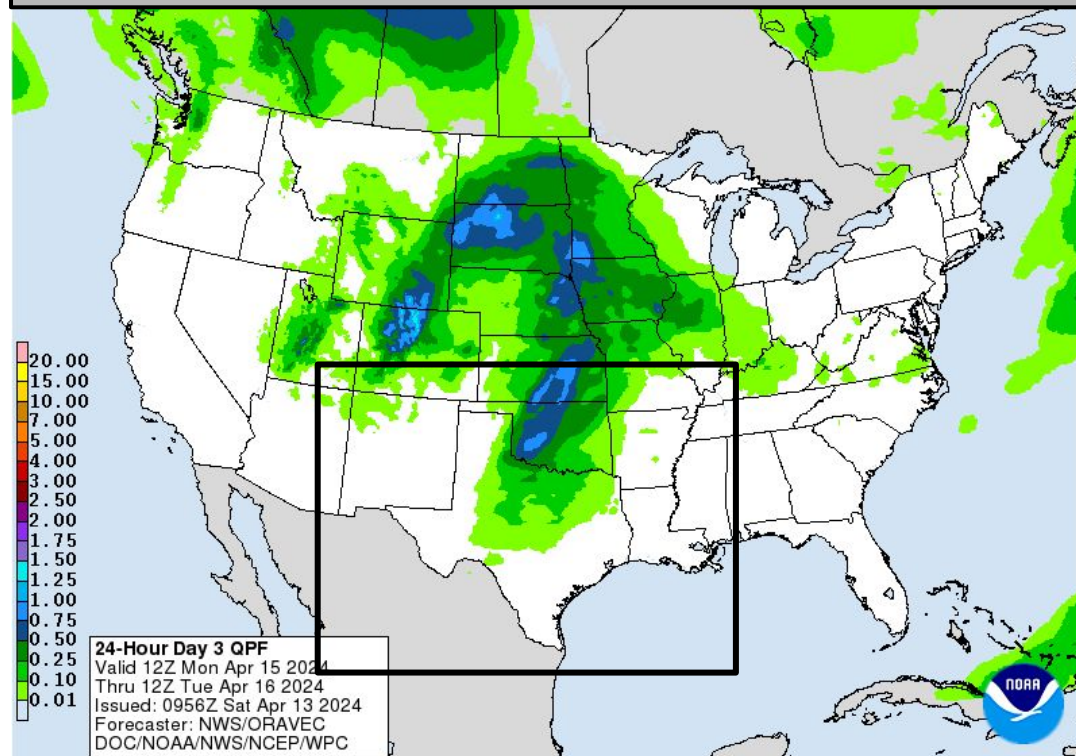 20.00
15.00
10.00
7.00
5.00
4.00
3.00
2.50
2.00
1.75
1.50
1.25
1.00
0.75
0.50
0.25
0.10
0.01
24-Hour Day 3 QPF
Valid 12Z Mon Apr 15 2024
Thru 12Z Tue Apr 16 2024
Issued: 0956Z Sat Apr 13 2024
Forecaster: NWS/ORAVEC
DOC/NOAA/NWS/NCEP/WPC
NOAA